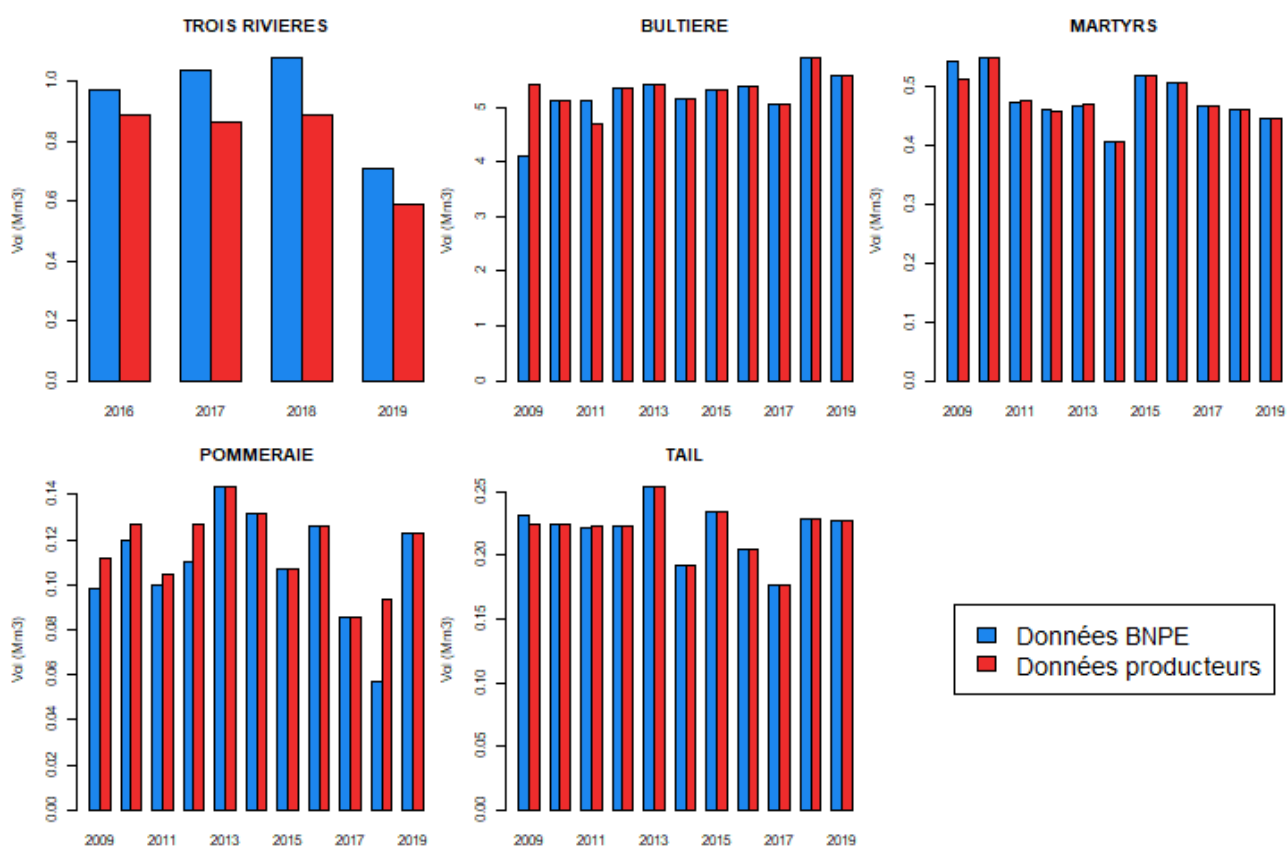 TROIS RIVIERES
Vol (Mm3)
0.0 0.2 0.4 0.6 0.8 1.0
2016 2017 2018 2019
BULTIERE
Vol (Mm3)
0 1 2 3 4 5
2009 2011 2013 2015 2017 2019
MARTYRS
Vol (Mm3)
0.0 0.1 0.2 0.3 0.4 0.5
2009 2011 2013 2015 2017 2019
POMMERAIE
Vol (Mm3)
0.00 0.02 0.04 0.06 0.08 0.10 0.12 0.14
2009 2011 2013 2015 2017 2019
TAIL
Vol (Mm3)
0.00 0.05 0.10 0.15 0.20 0.25
2009 2011 2013 2015 2017 2019
Données BNPE
Données producteurs